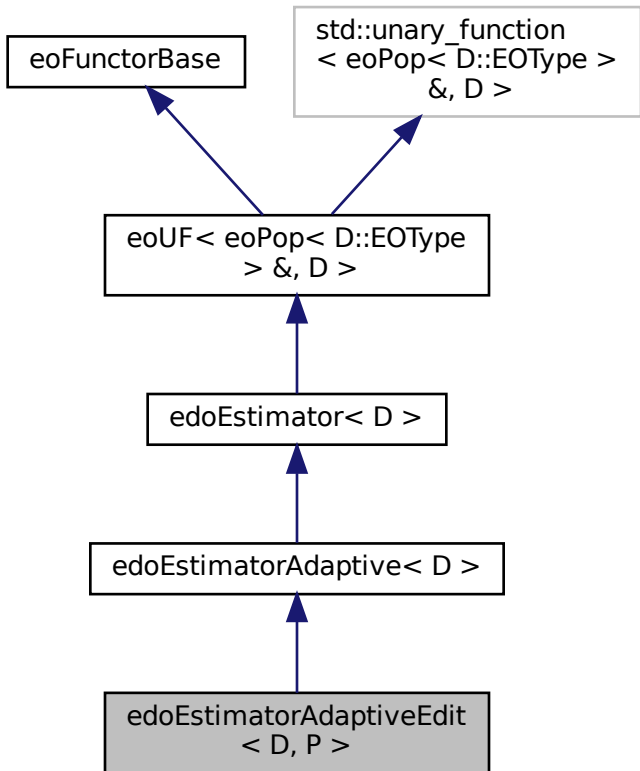 eoFunctorBase
std::unary_function
< eoPop< D::EOType >
&, D >
eoUF< eoPop< D::EOType
> &, D >
edoEstimator< D >
edoEstimatorAdaptive< D >
edoEstimatorAdaptiveEdit
< D, P >